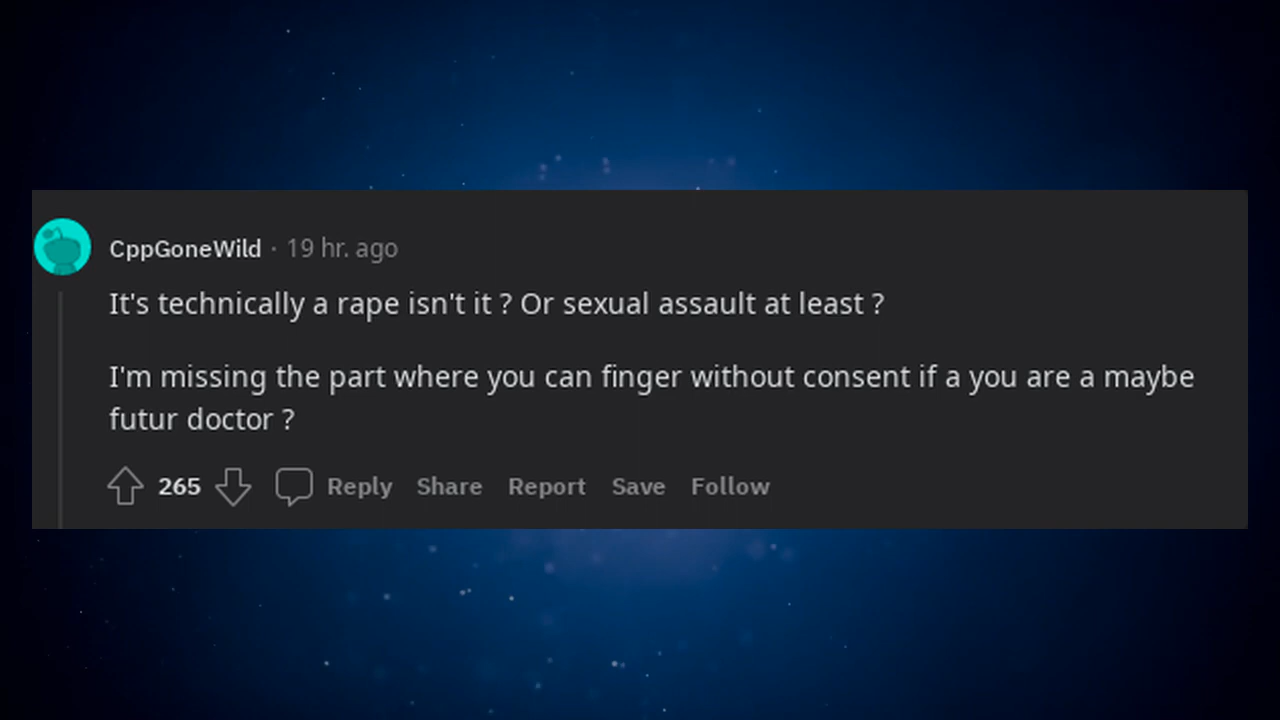 CppGoneWild · 19 hr. ago
It's technically a rape isn't it ? Or sexual assault at least ?
I'm missing the part where you can finger without consent if a you are a maybe
futur doctor ?
265 Reply Share Report Save Follow